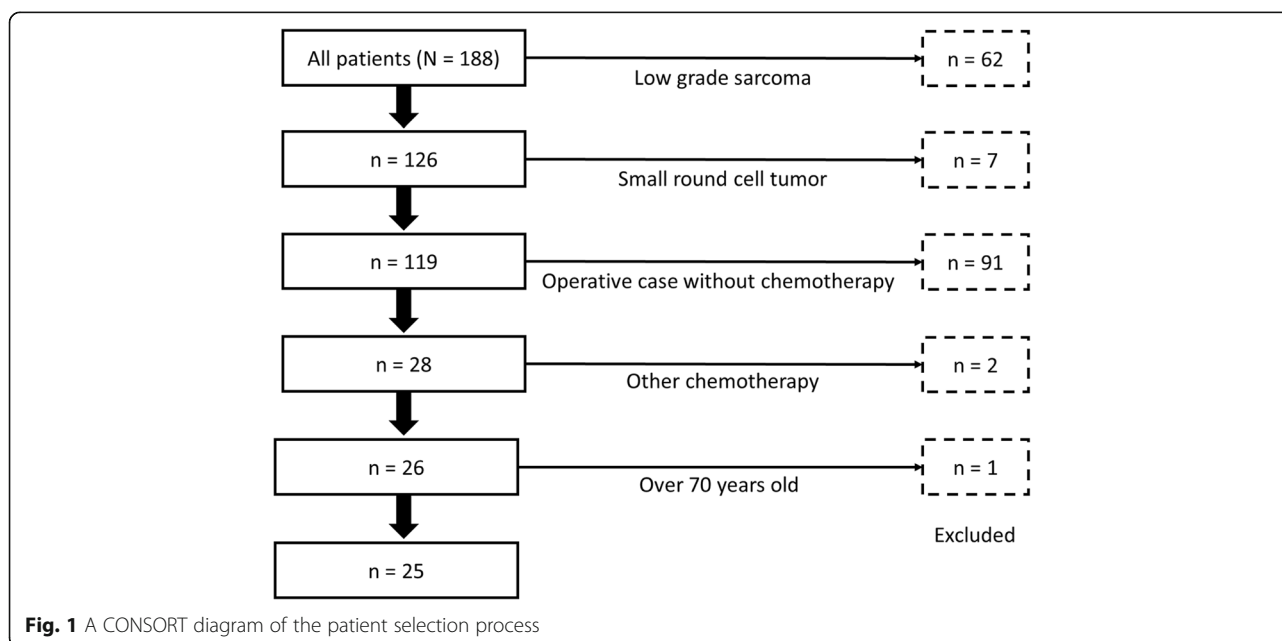 All patients (N = 188)
Low grade sarcoma
n = 62
n = 126
Small round cell tumor
n = 7
n = 119
Operative case without chemotherapy
n = 91
n = 28
Other chemotherapy
n = 2
n = 26
Over 70 years old
n = 1
Excluded
n = 25
Fig. 1 A CONSORT diagram of the patient selection process